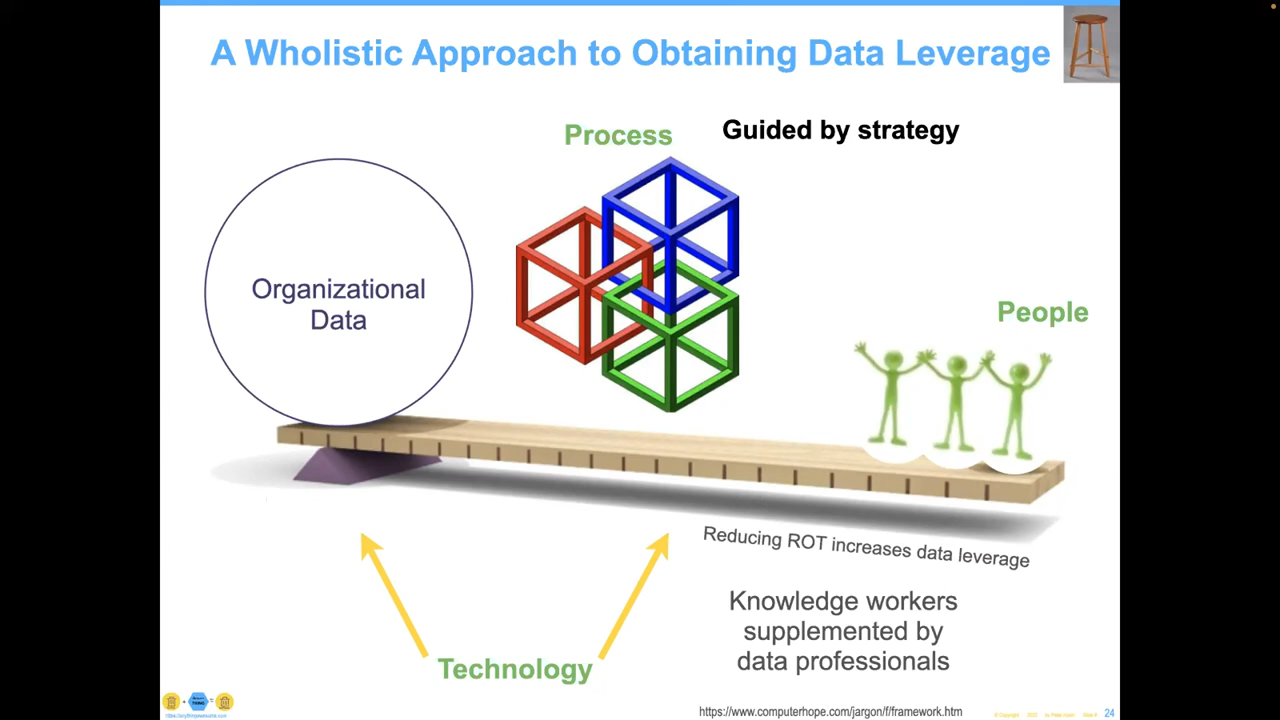 A Wholistic Approach to Obtaining Data Leverage
Process
Guided by strategy
Organizational
Data
People
Reducing ROT increases data leverage
Knowledge workers
supplemented by
data professionals
Technology
https://www.computerhope.com/jargon/f/framework.htm
24